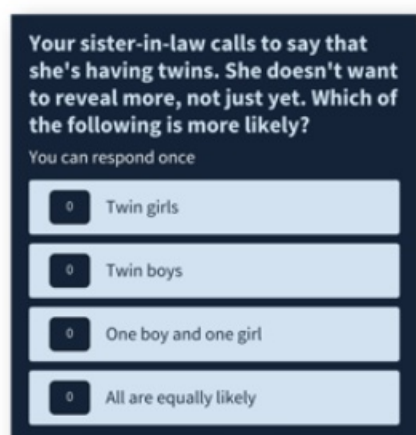 Your sister-in-law calls to say that
she's having twins. She doesn't want
to reveal more, not just yet. Which of
the following is more likely?
You can respond once
0 Twin girls
0 Twin boys
0 One boy and one girl
0 All are equally likely